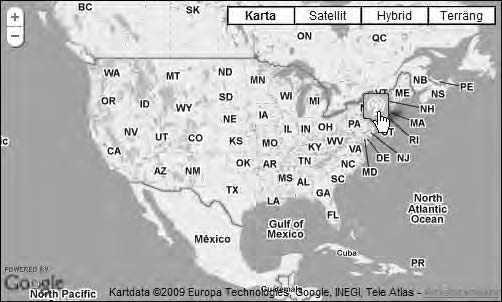 BC
SK
ON
QC
+
−
Karta Satellit Hybrid Terräng
WA MT ND MN NB PE
OR ID SD WI MI VT ME NS
WY NH
NE IA PA MA
NV UT CO IL IN OH RI
CA KS MO WV NJ
KY VA DE
AZ NM OK AR TN NC MD
TX MS AL SC
LA GA
FL
North Atlantic Ocean
Gulf of Mexico
México
Cuba
PR
Guatemala
POWERED BY
Google
North Pacific
Kartdata ©2009 Europa Technologies, Google, INEGI, Tele Atlas -